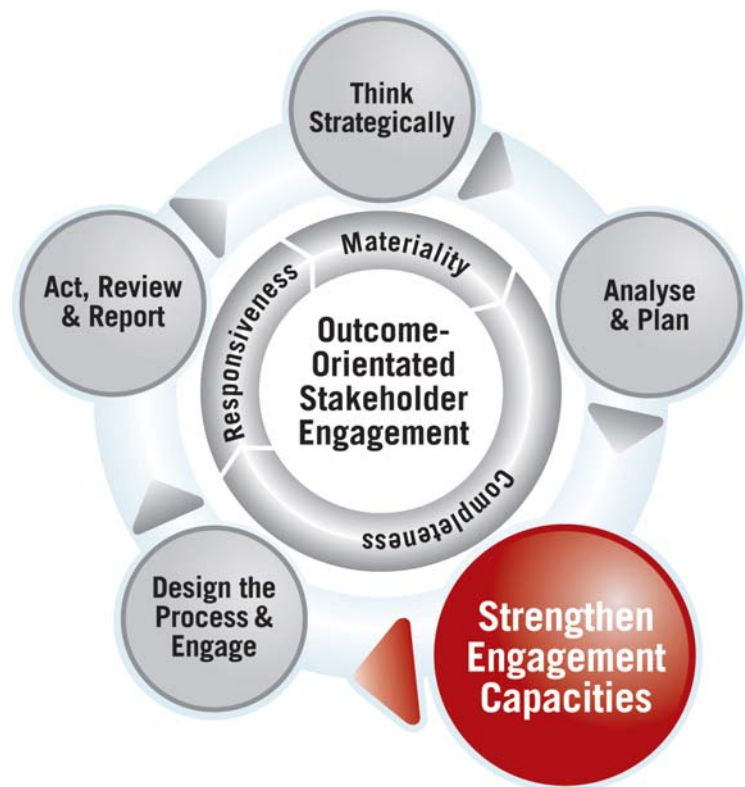 Think
Strategically
Analyse
& Plan
Strengthen
Engagement
Capacities
Design the
Process &
Engage
Act, Review
& Report
Materiality
Completeness
Responsiveness
Outcome-
Orientated
Stakeholder
Engagement